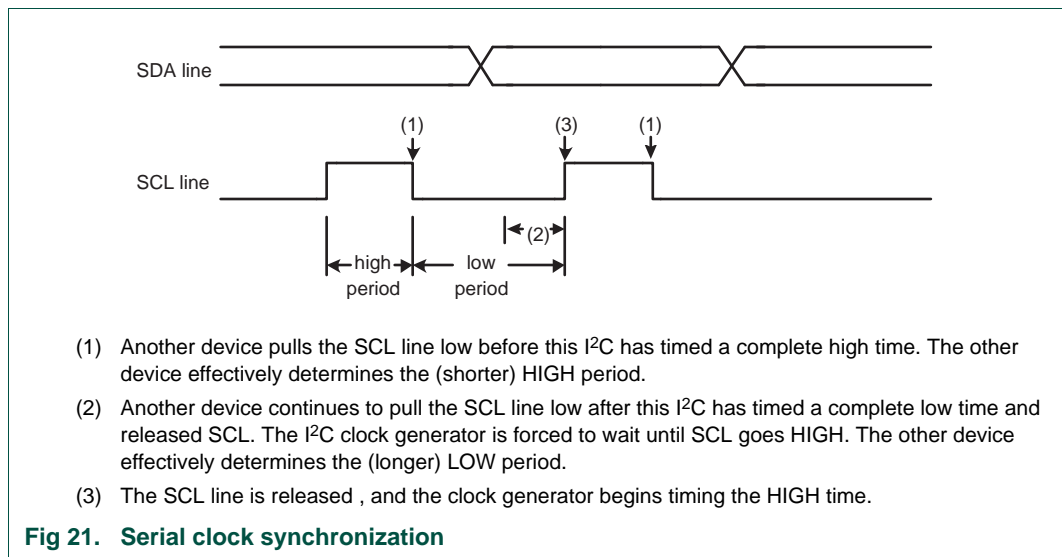 SDA line
(1)
(3)
(1)
SCL line
(2)
high
period
low
period
(1) Another device pulls the SCL line low before this I²C has timed a complete high time. The other
device effectively determines the (shorter) HIGH period.
(2) Another device continues to pull the SCL line low after this I²C has timed a complete low time and
released SCL. The I²C clock generator is forced to wait until SCL goes HIGH. The other device
effectively determines the (longer) LOW period.
(3) The SCL line is released , and the clock generator begins timing the HIGH time.
Fig 21. Serial clock synchronization